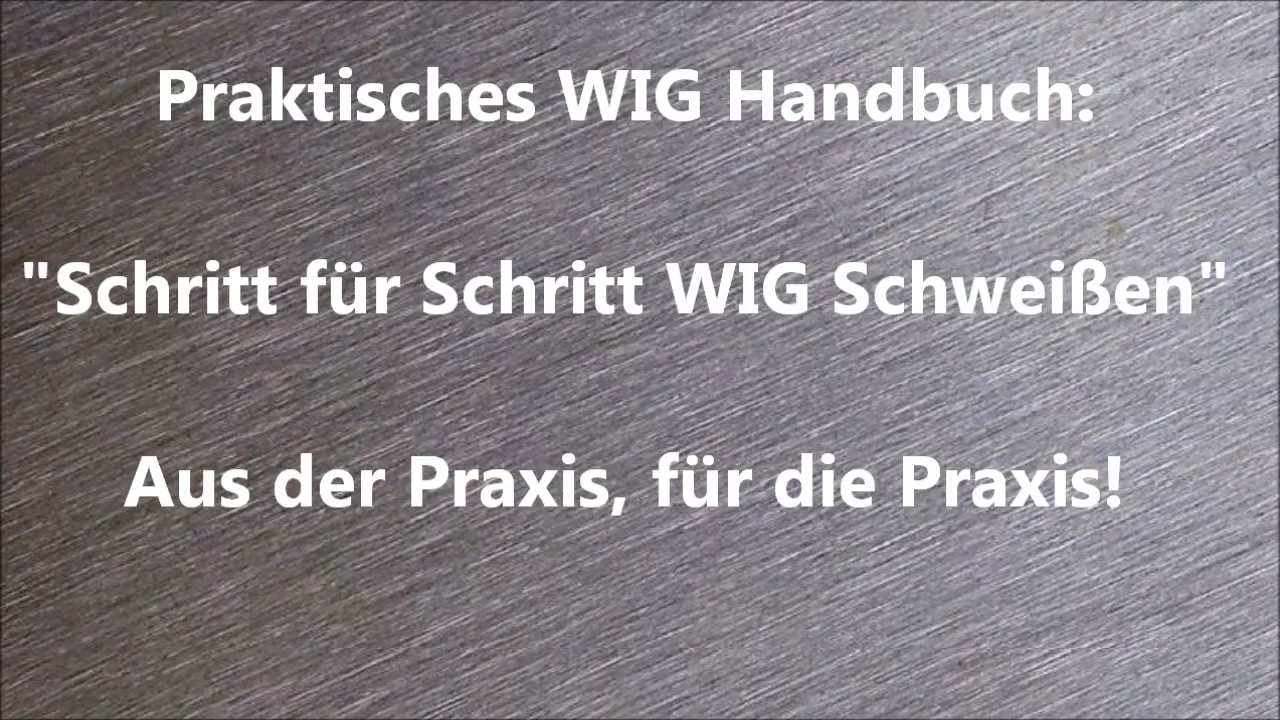 Praktisches WIG Handbuch:
"Schritt für Schritt WIG Schweißen"
Aus der Praxis, für die Praxis!